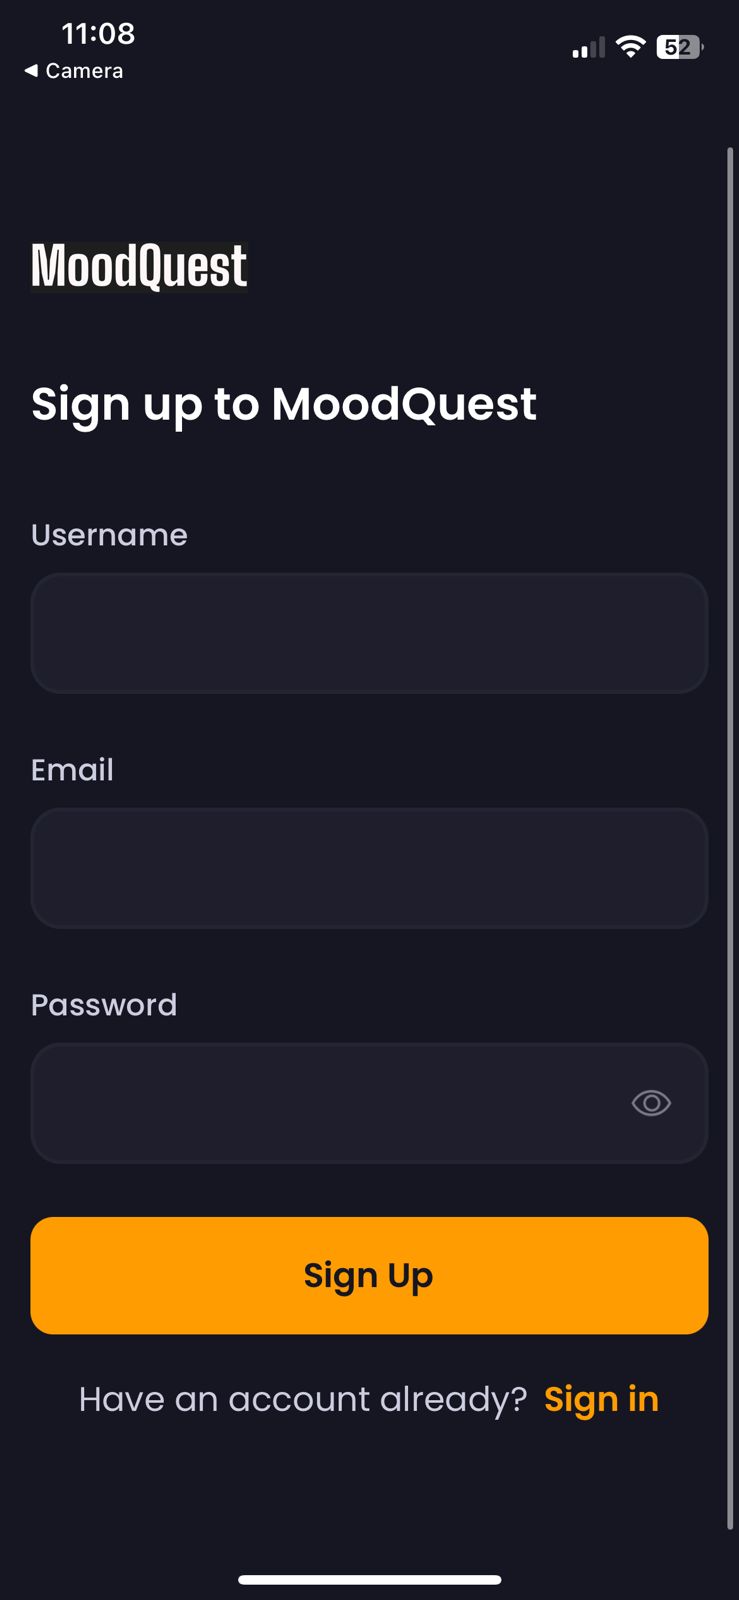 11:08
◀ Camera
52
MoodQuest
Sign up to MoodQuest
Username
Email
Password
Sign Up
Have an account already? Sign in